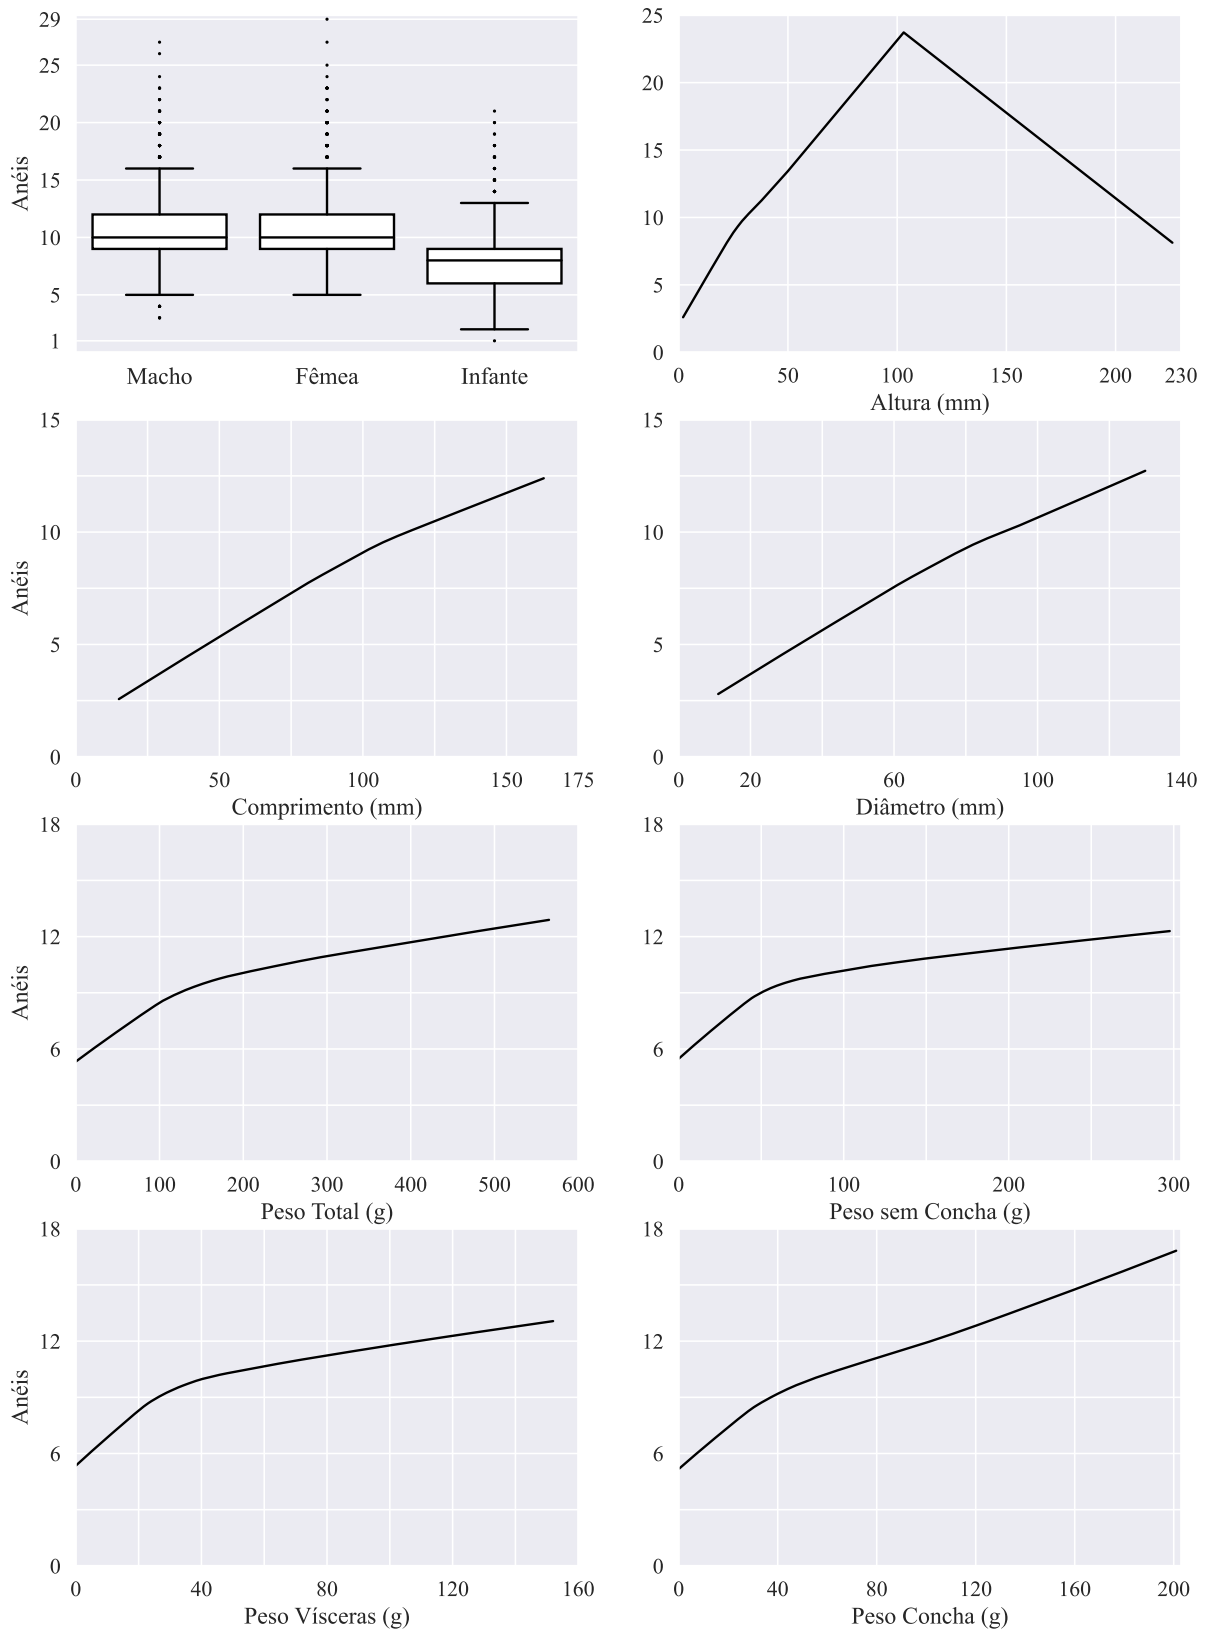 29
25
20
15
10
5
1
Anéis
Macho Fêmea Infante
25
20
15
10
5
0
0 50 100 150 200 230
Altura (mm)
15
10
5
0
Anéis
0 50 100 150 175
Comprimento (mm)
15
10
5
0
0 20 60 100 140
Diâmetro (mm)
18
12
6
0
Anéis
0 100 200 300 400 500 600
Peso Total (g)
18
12
6
0
0 100 200 300
Peso sem Concha (g)
18
12
6
0
Anéis
0 40 80 120 160
Peso Vísceras (g)
18
12
6
0
0 40 80 120 160 200
Peso Concha (g)